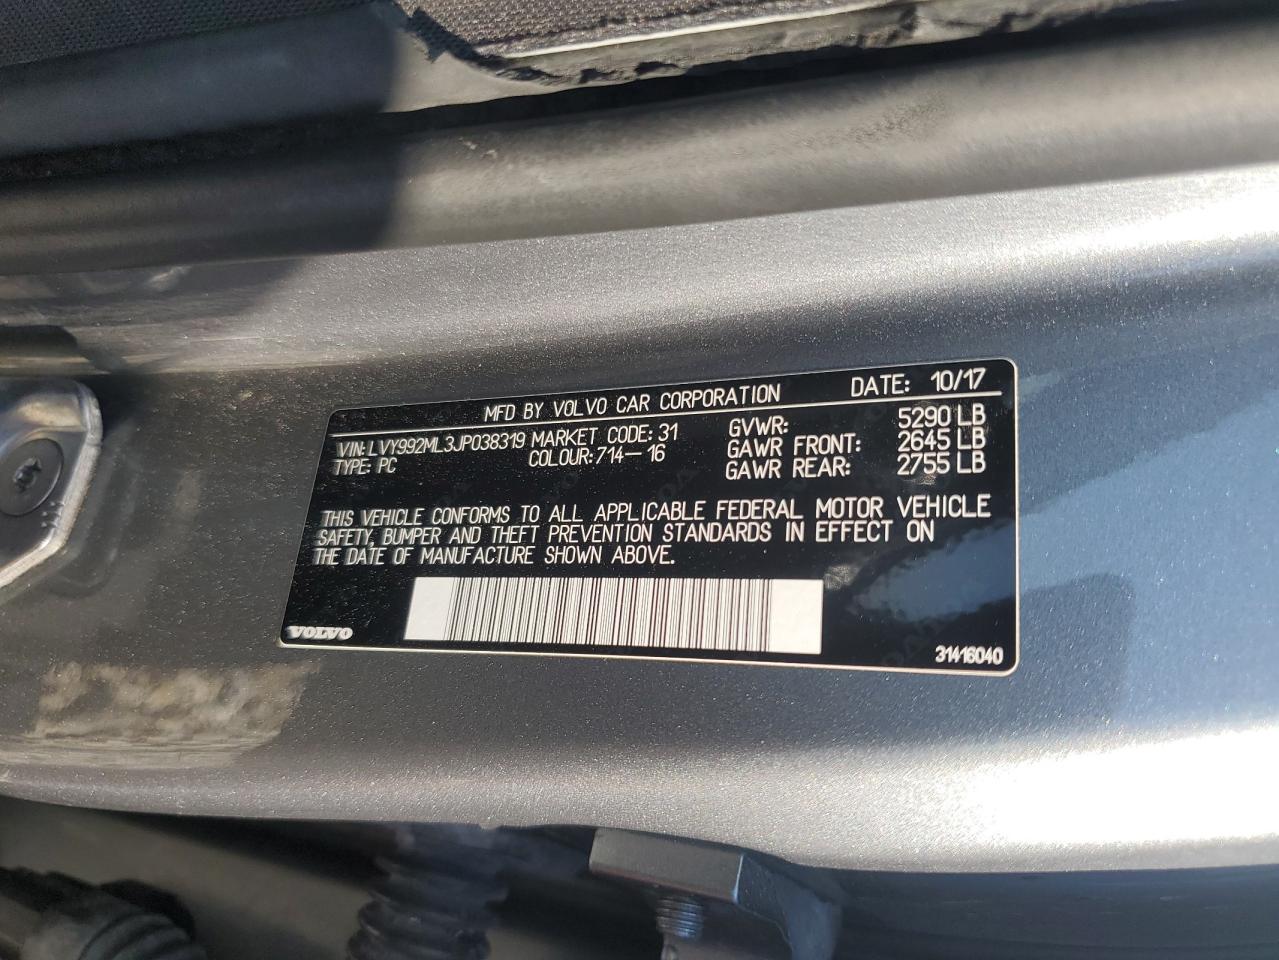 MFD BY VOLVO CAR CORPORATION DATE: 10/17
VIN: LVY992ML3JP038319 MARKET CODE: 31 GVWR: 5290 LB
TYPE: PC COLOUR: 714-16 GAWR FRONT: 2645 LB
GAWR REAR: 2755 LB
THIS VEHICLE CONFORMS TO ALL APPLICABLE FEDERAL MOTOR VEHICLE
SAFETY, BUMPER AND THEFT PREVENTION STANDARDS IN EFFECT ON
THE DATE OF MANUFACTURE SHOWN ABOVE.
VOLVO
31416040